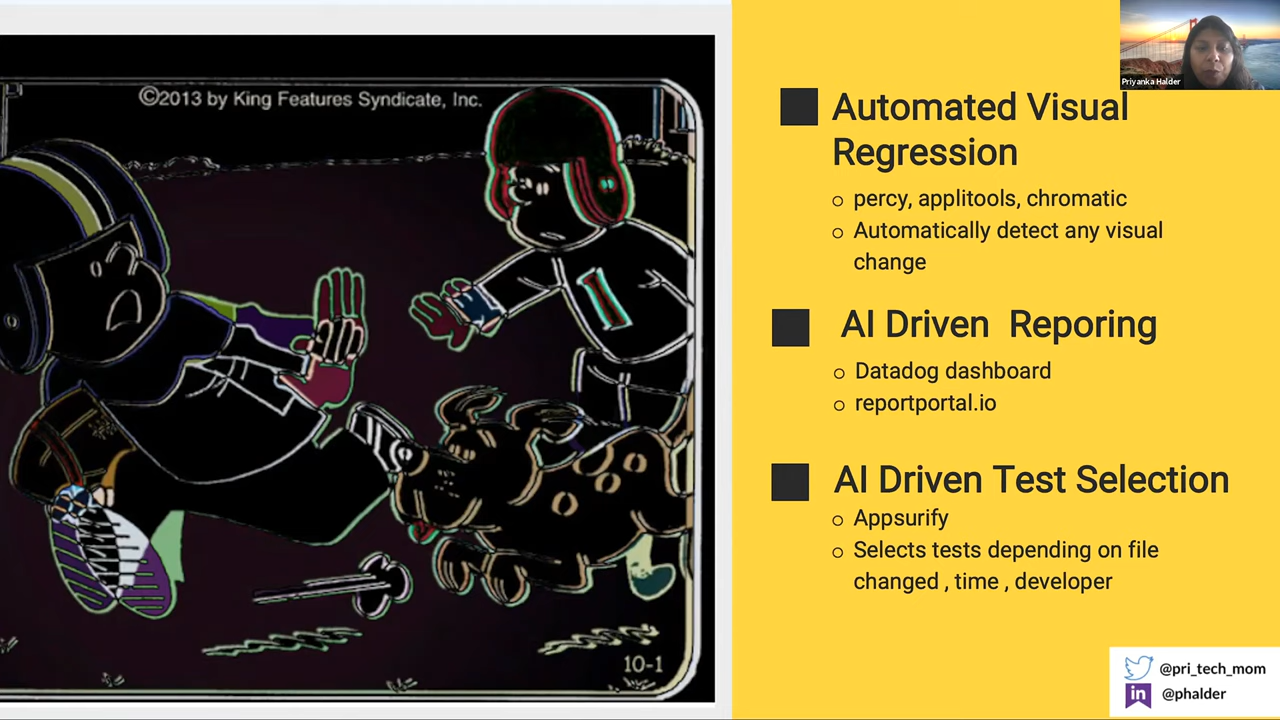 ©2013 by King Features Syndicate, Inc.
10-1
Priyanka Halder
Automated Visual
Regression
percy, applitools, chromatic
Automatically detect any visual
change
AI Driven Reporing
Datadog dashboard
reportportal.io
AI Driven Test Selection
Appsurify
Selects tests depending on file
changed , time , developer
@pri_tech_mom
in
@phalder